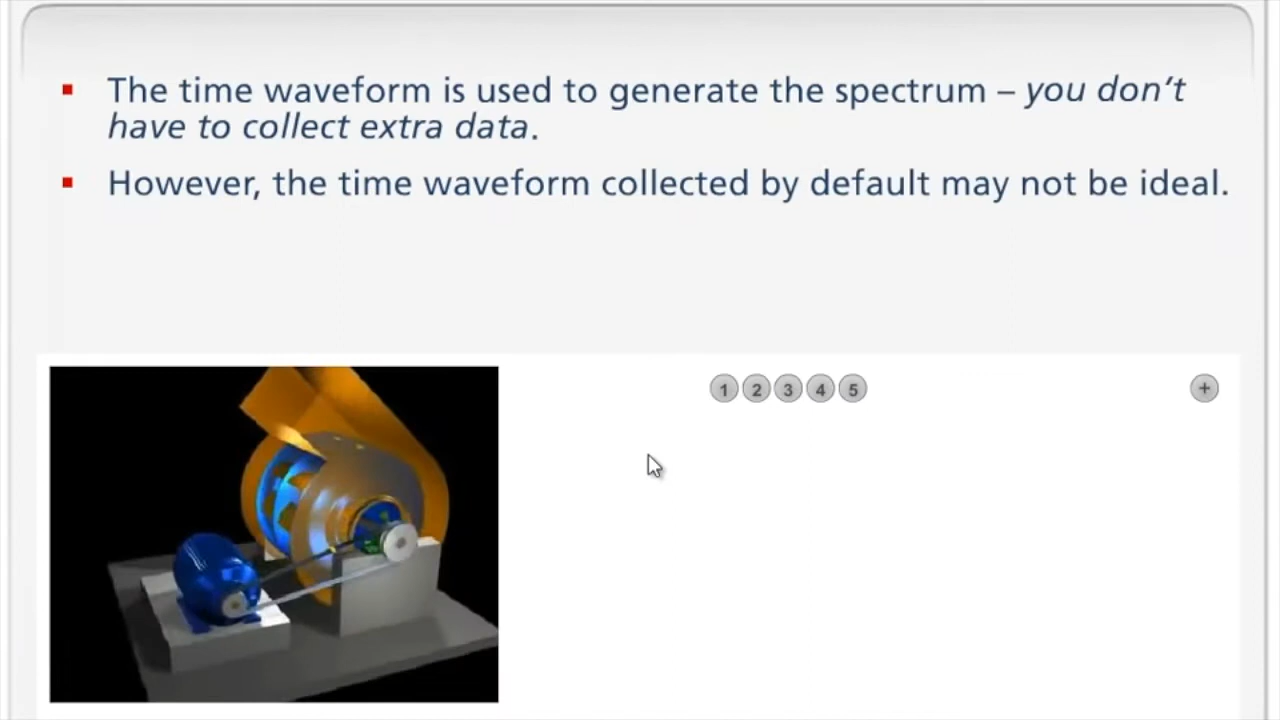 The time waveform is used to generate the spectrum – you don't
have to collect extra data.
However, the time waveform collected by default may not be ideal.
1 2 3 4 5 +